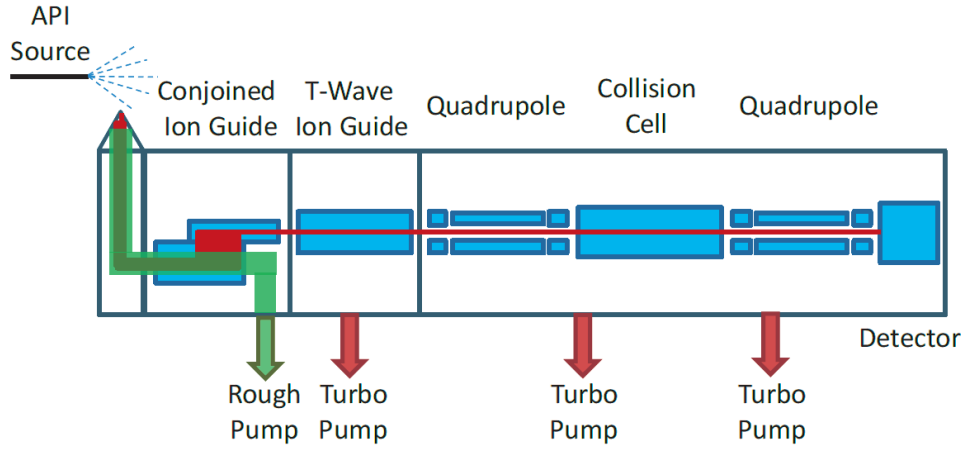 API
Source
Conjoined
Ion Guide
T-Wave
Ion Guide
Quadrupole
Collision
Cell
Quadrupole
Detector
Rough
Pump
Turbo
Pump
Turbo
Pump
Turbo
Pump